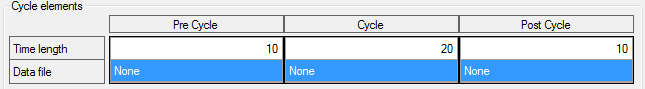 Cycle elements
Pre Cycle Cycle Post Cycle
Time length 10 20 10
Data file None None None